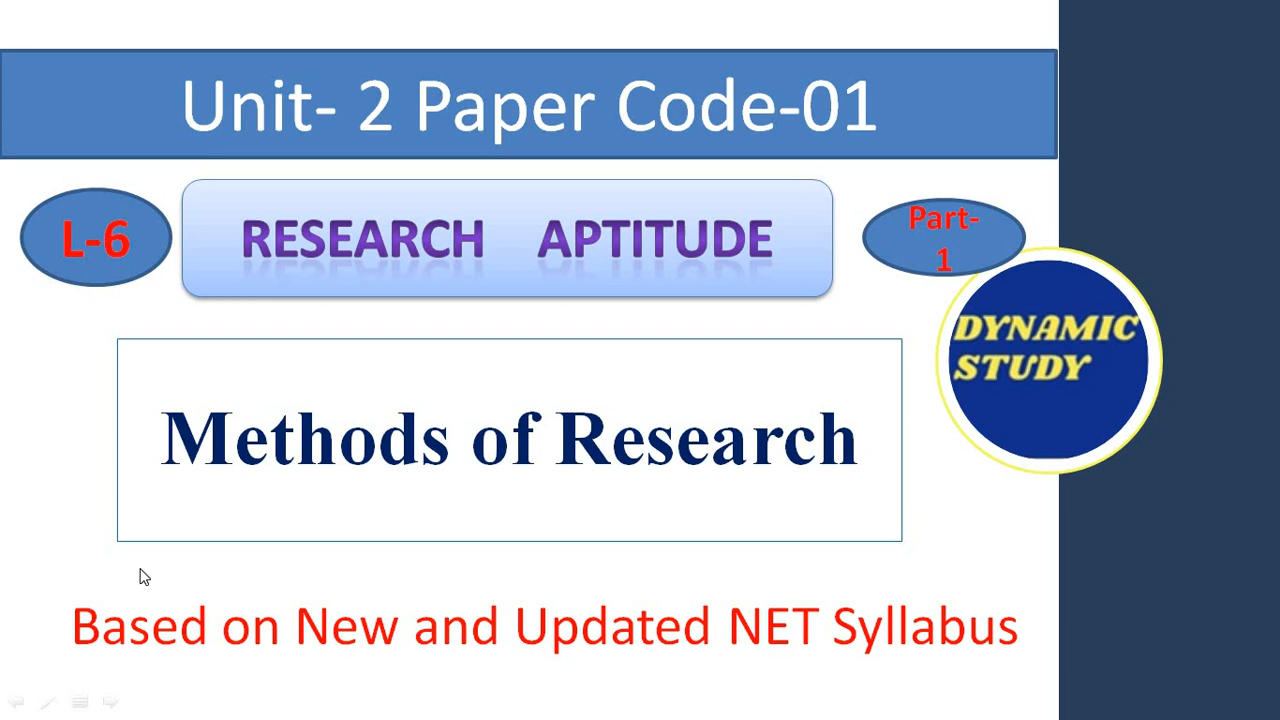 Unit- 2 Paper Code-01
L-6
RESEARCH APTITUDE
Part-
1
DYNAMIC
STUDY
Methods of Research
Based on New and Updated NET Syllabus